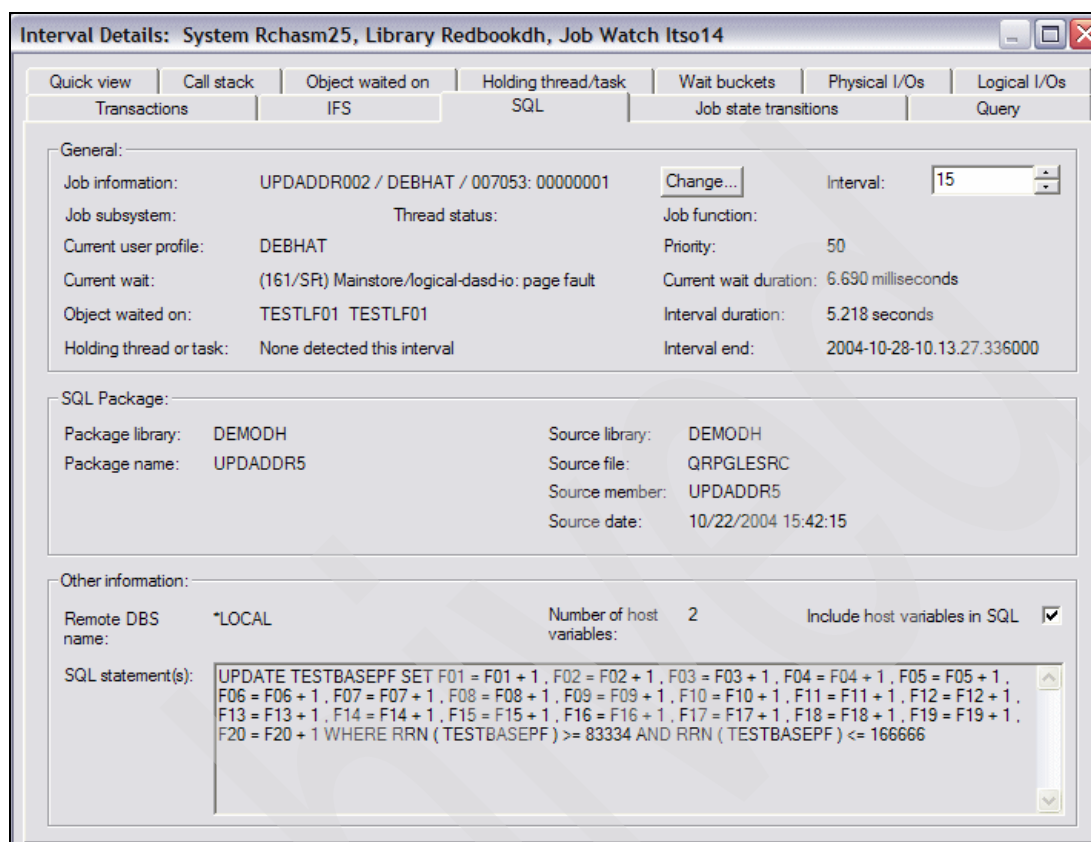 Interval Details: System Rchasm25, Library Redbookdh, Job Watch Itso14
Quick view Call stack Object waited on Holding thread/task Wait buckets Physical I/Os Logical I/Os
Transactions IFS SQL Job state transitions Query
General:
Job information: UPDADDR002 / DEBHAT / 007053: 00000001 Change... Interval: 15
Job subsystem: Thread status: Job function:
Current user profile: DEBHAT Priority: 50
Current wait: (161/SFt) Mainstore/logical-dasd-io: page fault Current wait duration: 6.690 milliseconds
Object waited on: TESTLF01 TESTLF01 Interval duration: 5.218 seconds
Holding thread or task: None detected this interval Interval end: 2004-10-28-10.13.27.336000
SQL Package:
Package library: DEMODH Source library: DEMODH
Package name: UPDADDR5 Source file: QRPGLESRC
Source member: UPDADDR5
Source date: 10/22/2004 15:42:15
Other information:
Remote DBS name: *LOCAL Number of host variables: 2 Include host variables in SQL
SQL statement(s): UPDATE TESTBASEPF SET F01 = F01 + 1 , F02 = F02 + 1 , F03 = F03 + 1 , F04 = F04 + 1 , F05 = F05 + 1 ,
F06 = F06 + 1 , F07 = F07 + 1 , F08 = F08 + 1 , F09 = F09 + 1 , F10 = F10 + 1 , F11 = F11 + 1 , F12 = F12 + 1 ,
F13 = F13 + 1 , F14 = F14 + 1 , F15 = F15 + 1 , F16 = F16 + 1 , F17 = F17 + 1 , F18 = F18 + 1 , F19 = F19 + 1 ,
F20 = F20 + 1 WHERE RRN ( TESTBASEPF ) >= 83334 AND RRN ( TESTBASEPF ) <= 166666